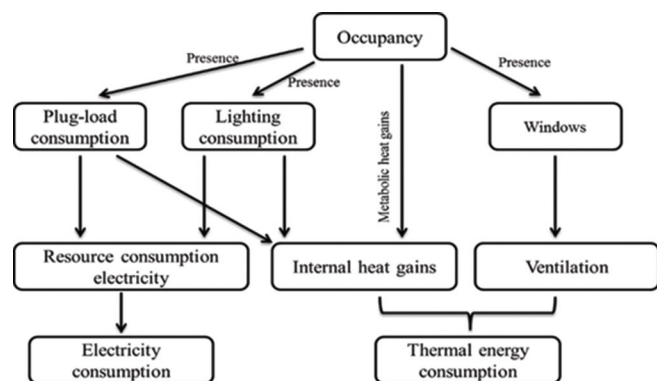 Occupancy
Presence
Presence
Presence
Metabolic heat gains
Plug-load
consumption
Lighting
consumption
Windows
Resource consumption
electricity
Internal heat gains
Ventilation
Electricity
consumption
Thermal energy
consumption